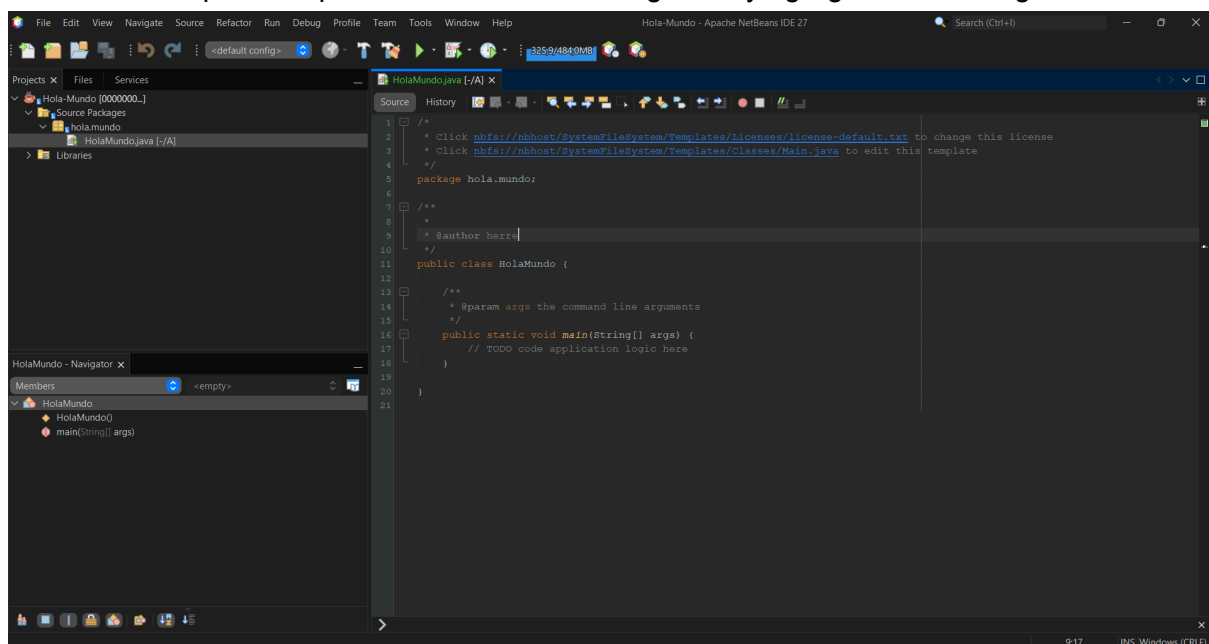 File Edit View Navigate Source Refactor Run Debug Profile Team Tools Window Help Hola-Mundo - Apache NetBeans IDE 27 Search (Ctrl+I)
<default config> 325.9/484.0MB
Projects Files Services
Hola-Mundo [0000000...]
Source Packages
hola.mundo
HolaMundo.java [-/A]
Libraries
HolaMundo - Navigator
Members <empty>
HolaMundo
HolaMundo()
main(String[] args)
HolaMundo.java [-/A]
Source History
1 /*
2 * Click nbfs://nbhost/SystemFileSystem/Templates/Licenses/license-default.txt to change this license
3 * Click nbfs://nbhost/SystemFileSystem/Templates/Classes/Main.java to edit this template
4 */
5 package hola.mundo;
6
7 /**
8 *
9 * @author herre
10 */
11 public class HolaMundo {
12
13 /**
14 * @param args the command line arguments
15 */
16 public static void main(String[] args) {
17 // TODO code application logic here
18 }
19
20 }
21
9:17 INS Windows (CRLF)